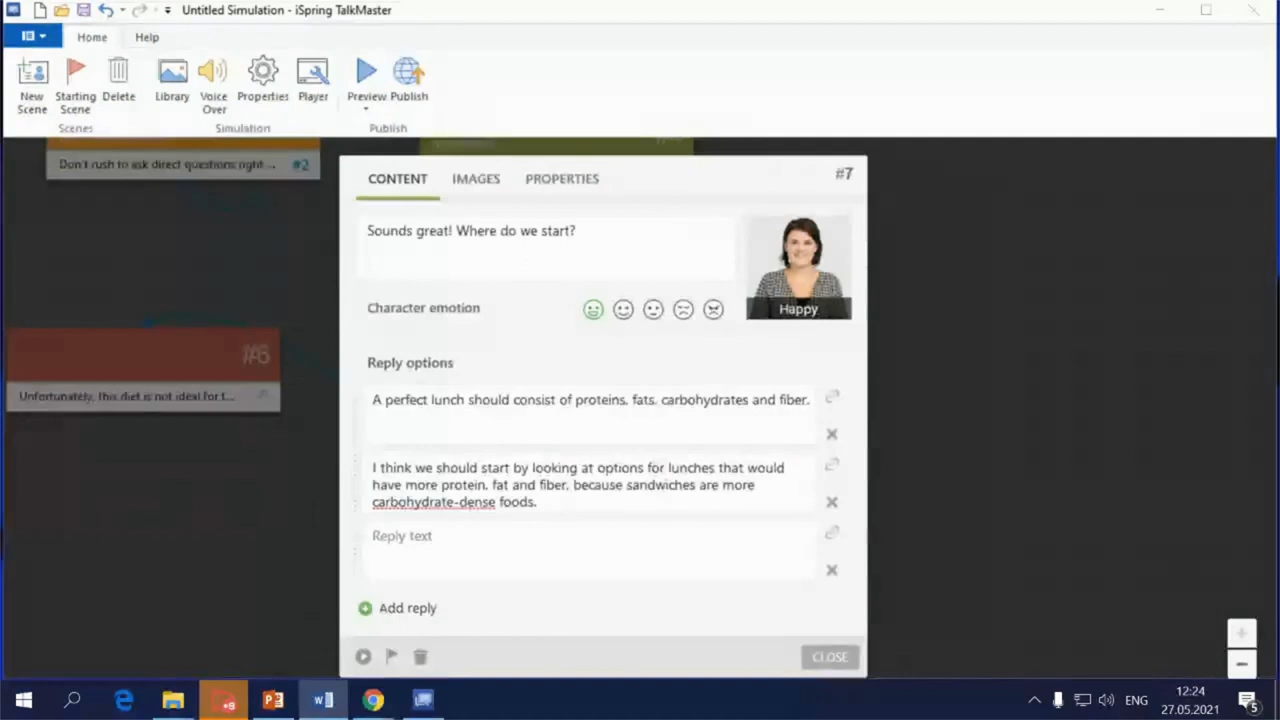 Untitled Simulation - iSpring TalkMaster
Home Help
New Scene
Starting Scene
Delete
Library
Voice Over
Properties
Player
Preview
Publish
Scenes
Simulation
Publish
Don't rush to ask direct questions right ... #2
#6
Unfortunately, this diet is not ideal for t...
CONTENT IMAGES PROPERTIES #7
Sounds great! Where do we start?
Character emotion
Happy
Reply options
A perfect lunch should consist of proteins, fats, carbohydrates and fiber.
I think we should start by looking at options for lunches that would
have more protein, fat and fiber, because sandwiches are more
carbohydrate-dense foods.
Reply text
Add reply
CLOSE
ENG
12:24
27.05.2021
5